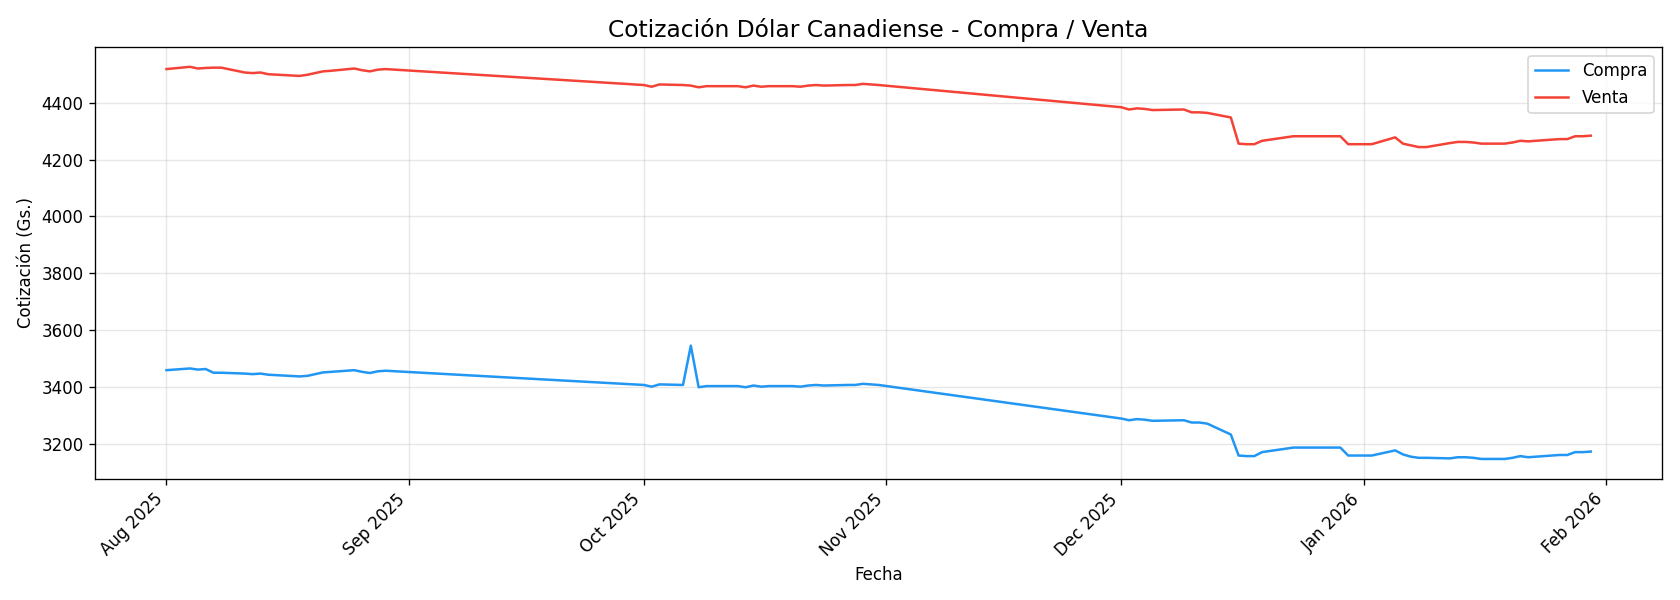 Cotización Dólar Canadiense - Compra / Venta
Compra
Venta
Cotización (Gs.)
4400
4200
4000
3800
3600
3400
3200
Aug 2025
Sep 2025
Oct 2025
Nov 2025
Dec 2025
Jan 2026
Feb 2026
Fecha